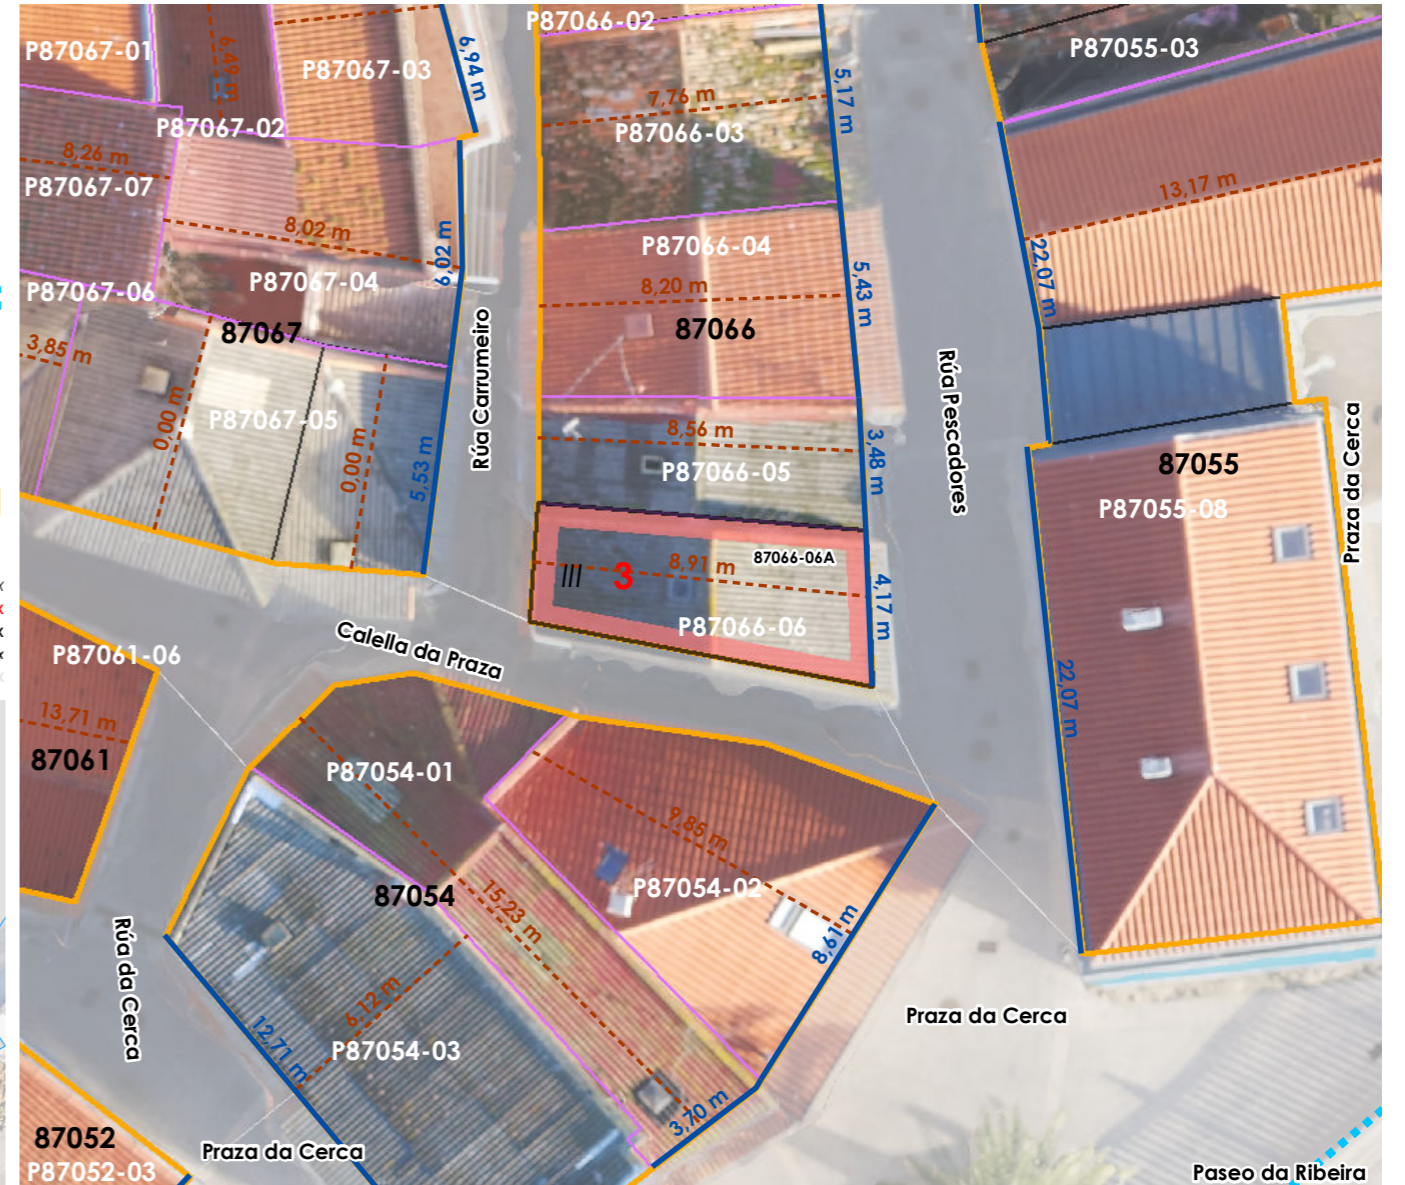 P87066-02
P87067-01
6,49 m
P87067-03
6,94 m
5,17 m
P87055-03
7,76 m
P87067-02
P87066-03
8,26 m
P87067-07
13,17 m
8,02 m
6,02 m
P87066-04
22,07 m
P87067-04
P87067-06
8,20 m
5,43 m
87067
87066
3,85 m
Rúa Carrumeiro
Rúa Pescadores
0,00 m
P87067-05
0,00 m
5,53 m
8,56 m
P87066-05
3,48 m
87055
P87055-08
Praza da Cerca
87066-06A
III
3
8,91 m
4,17 m
P87066-06
Calella da Praza
P87061-06
22,07 m
13,71 m
87061
P87054-01
9,85 m
P87054-02
87054
15,23 m
8,61 m
Rúa da Cerca
6,12 m
12,71 m
P87054-03
Praza da Cerca
3,70 m
87052
P87052-03
Praza da Cerca
Paseo da Ribeira